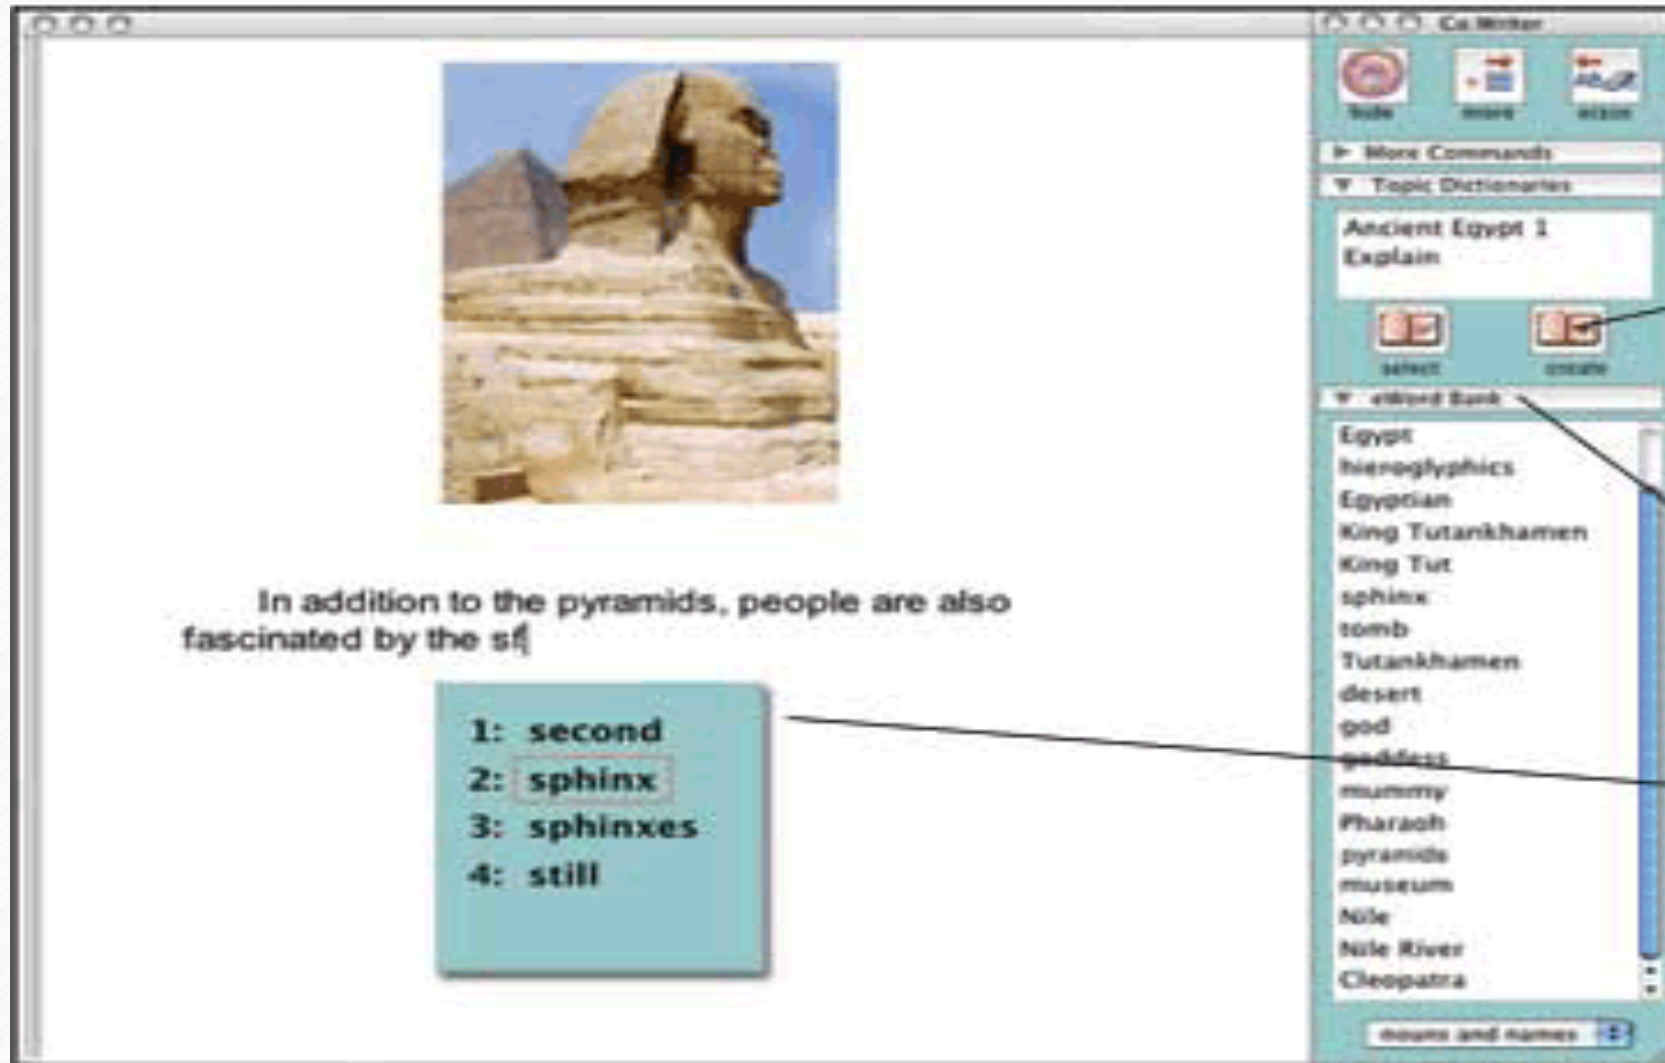 In addition to the pyramids, people are also
fascinated by the sf
1: second
2: sphinx
3: sphinxes
4: still
Co:Writer
hide more
More Commands
Topic Dictionaries
Ancient Egypt 1
Explain
select create
eWord Bank
Egypt
hieroglyphics
Egyptian
King Tutankhamen
King Tut
sphinx
tomb
Tutankhamen
desert
god
goddess
mummy
Pharaoh
pyramids
museum
Nile
Nile River
Cleopatra
nouns and names